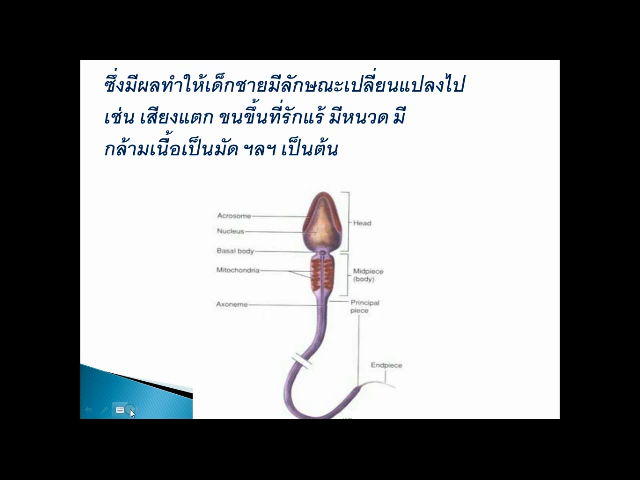 ซึ่งมีผลทำให้เด็กชายมีลักษณะเปลี่ยนแปลงไป
เช่น เสียงแตก ขนขึ้นที่รักแร้ มีหนวด มี
กล้ามเนื้อเป็นมัด ฯลฯ เป็นต้น
Acrosome
Head
Nucleus
Basal body
Mitochondria
Midpiece
(body)
Axoneme
Principal
piece
Endpiece